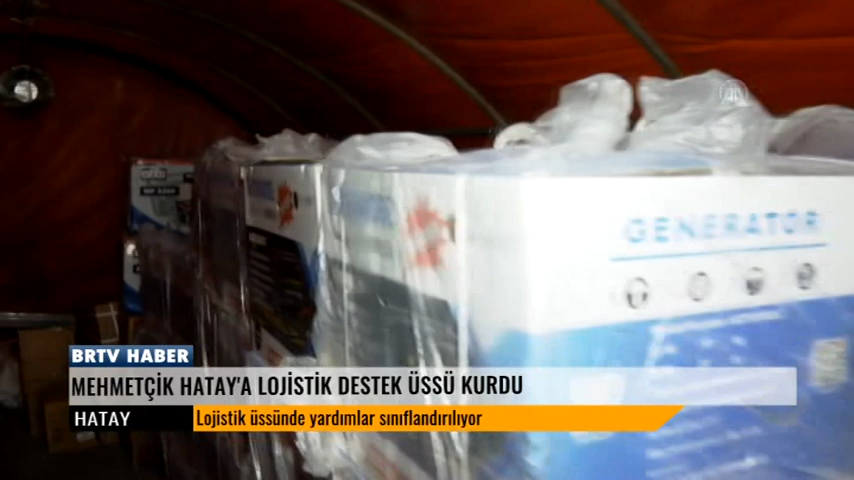 GENERATOR
BRTV HABER
MEHMETÇİK HATAY'A LOJİSTİK DESTEK ÜSSÜ KURDU
HATAY
Lojistik üssünde yardımlar sınıflandırılıyor